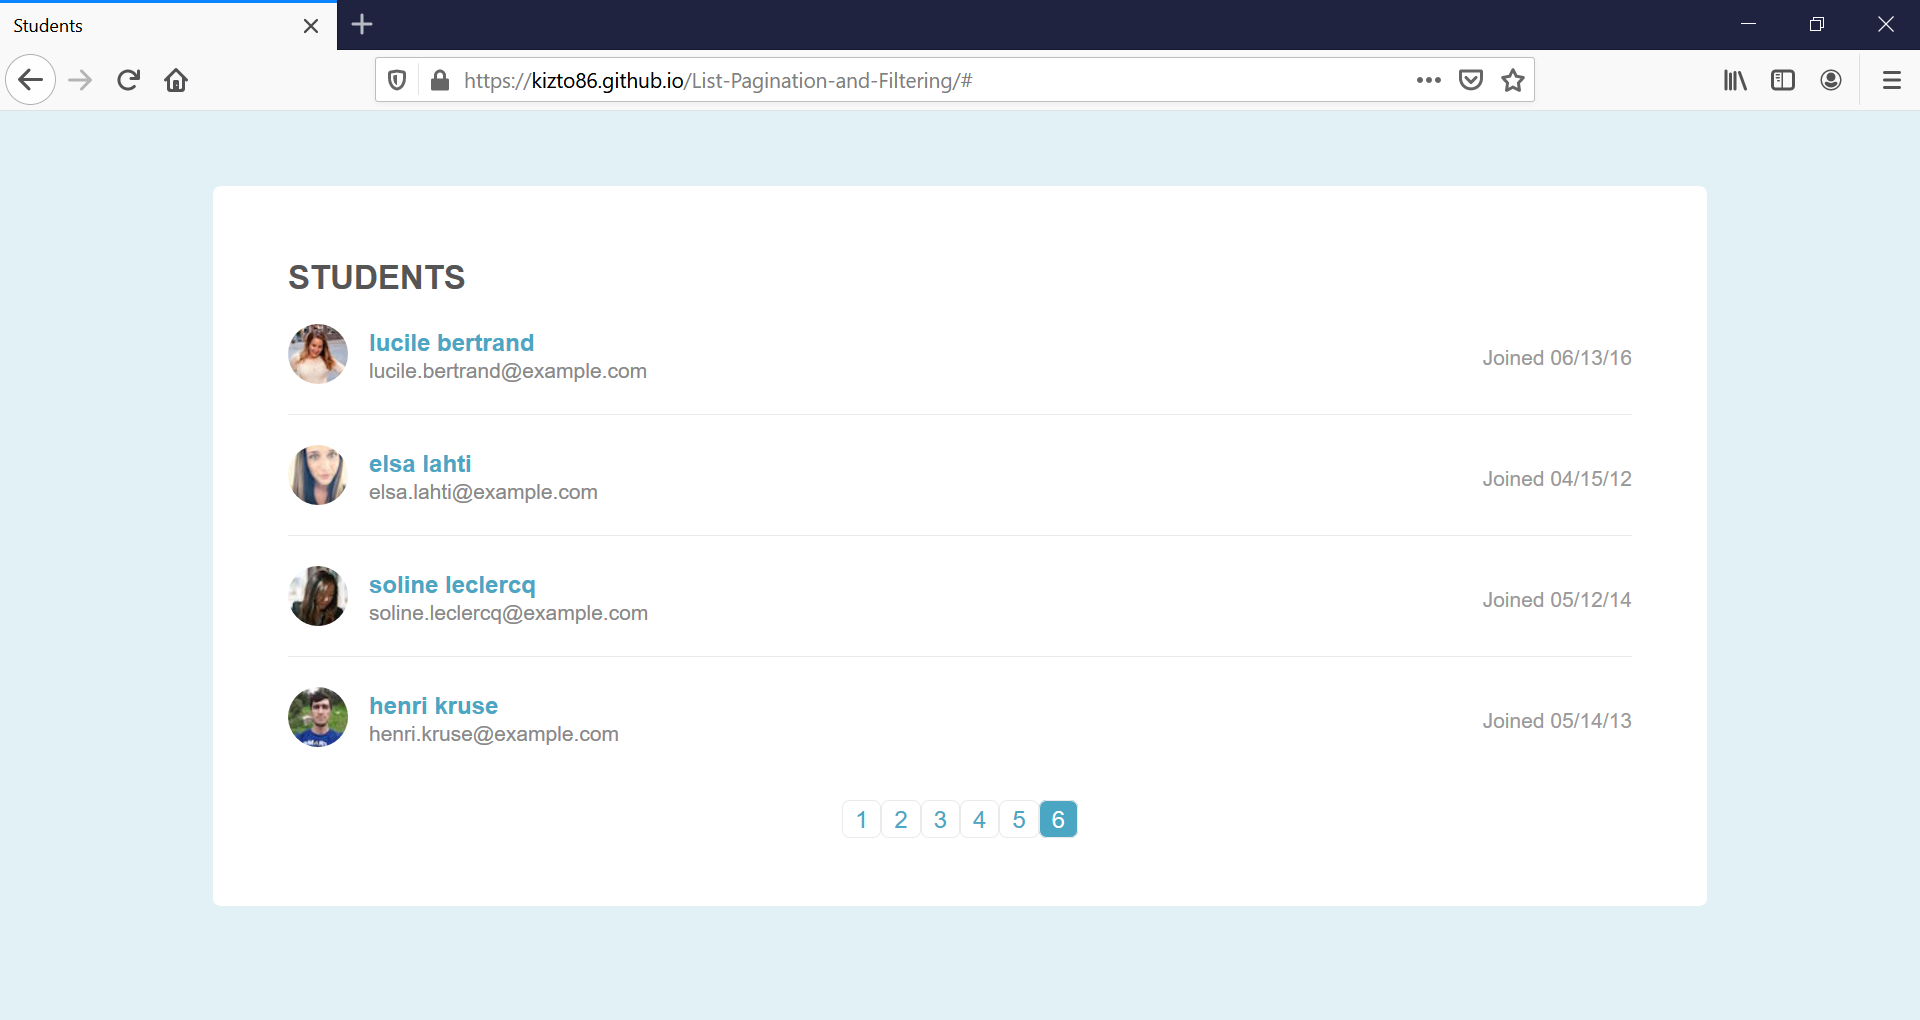 Students
https://kizto86.github.io/List-Pagination-and-Filtering/#
STUDENTS
lucile bertrand
lucile.bertrand@example.com
Joined 06/13/16
elsa lahti
elsa.lahti@example.com
Joined 04/15/12
soline leclercq
soline.leclercq@example.com
Joined 05/12/14
henri kruse
henri.kruse@example.com
Joined 05/14/13
1 2 3 4 5 6